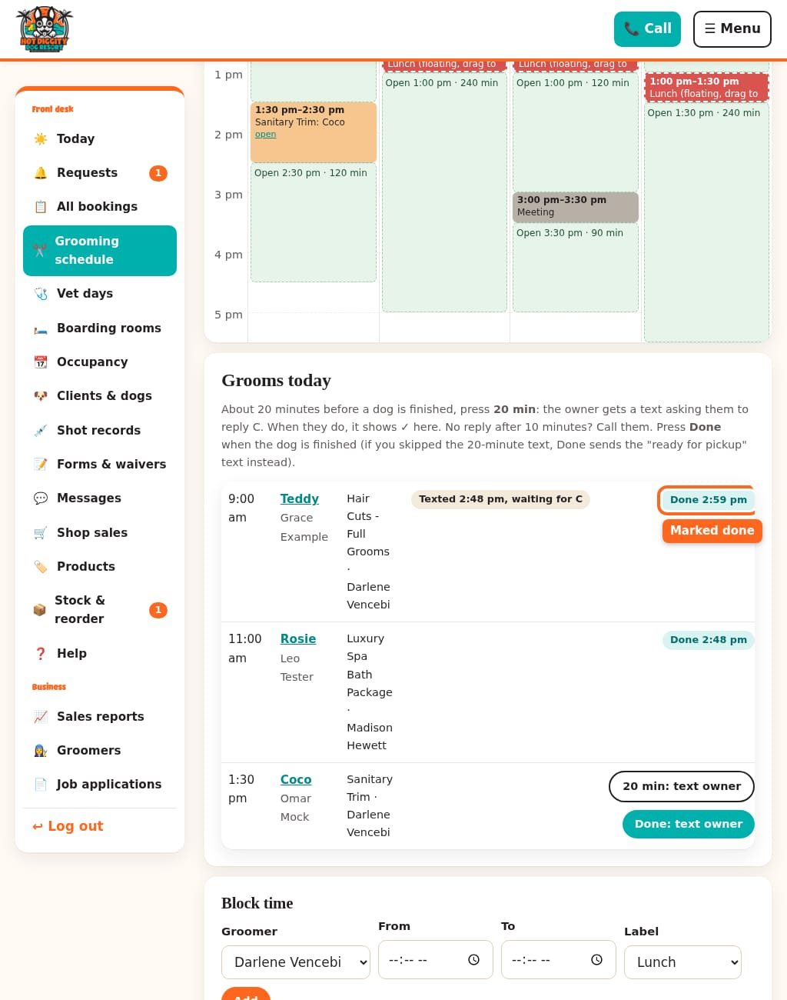 HOT DIGGITY
DOG RESORT
📞 Call
☰ Menu
Front desk
Today
Requests 1
All bookings
Grooming
schedule
Vet days
Boarding rooms
Occupancy
Clients & dogs
Shot records
Forms & waivers
Messages
Shop sales
Products
Stock &
reorder 1
Help
Business
Sales reports
Groomers
Job applications
↩ Log out
1 pm
2 pm
3 pm
4 pm
5 pm
1:30 pm–2:30 pm
Sanitary Trim: Coco
open
Open 2:30 pm · 120 min
Lunch (floating, drag to
Open 1:00 pm · 240 min
Lunch (floating, drag to
Open 1:00 pm · 120 min
3:00 pm–3:30 pm
Meeting
Open 3:30 pm · 90 min
1:00 pm–1:30 pm
Lunch (floating, drag to
Open 1:30 pm · 240 min
Grooms today
About 20 minutes before a dog is finished, press 20 min: the owner gets a text asking them to
reply C. When they do, it shows ✓ here. No reply after 10 minutes? Call them. Press Done
when the dog is finished (if you skipped the 20-minute text, Done sends the "ready for pickup"
text instead).
9:00
am
Teddy
Grace
Example
Hair
Cuts -
Full
Grooms
·
Darlene
Vencebi
Texted 2:48 pm, waiting for C
Done 2:59 pm
Marked done
11:00
am
Rosie
Leo
Tester
Luxury
Spa
Bath
Package
·
Madison
Hewett
Done 2:48 pm
1:30
pm
Coco
Omar
Mock
Sanitary
Trim ·
Darlene
Vencebi
20 min: text owner
Done: text owner
Block time
Groomer
From
To
Label
Darlene Vencebi
--:-- --
--:-- --
Lunch
Add